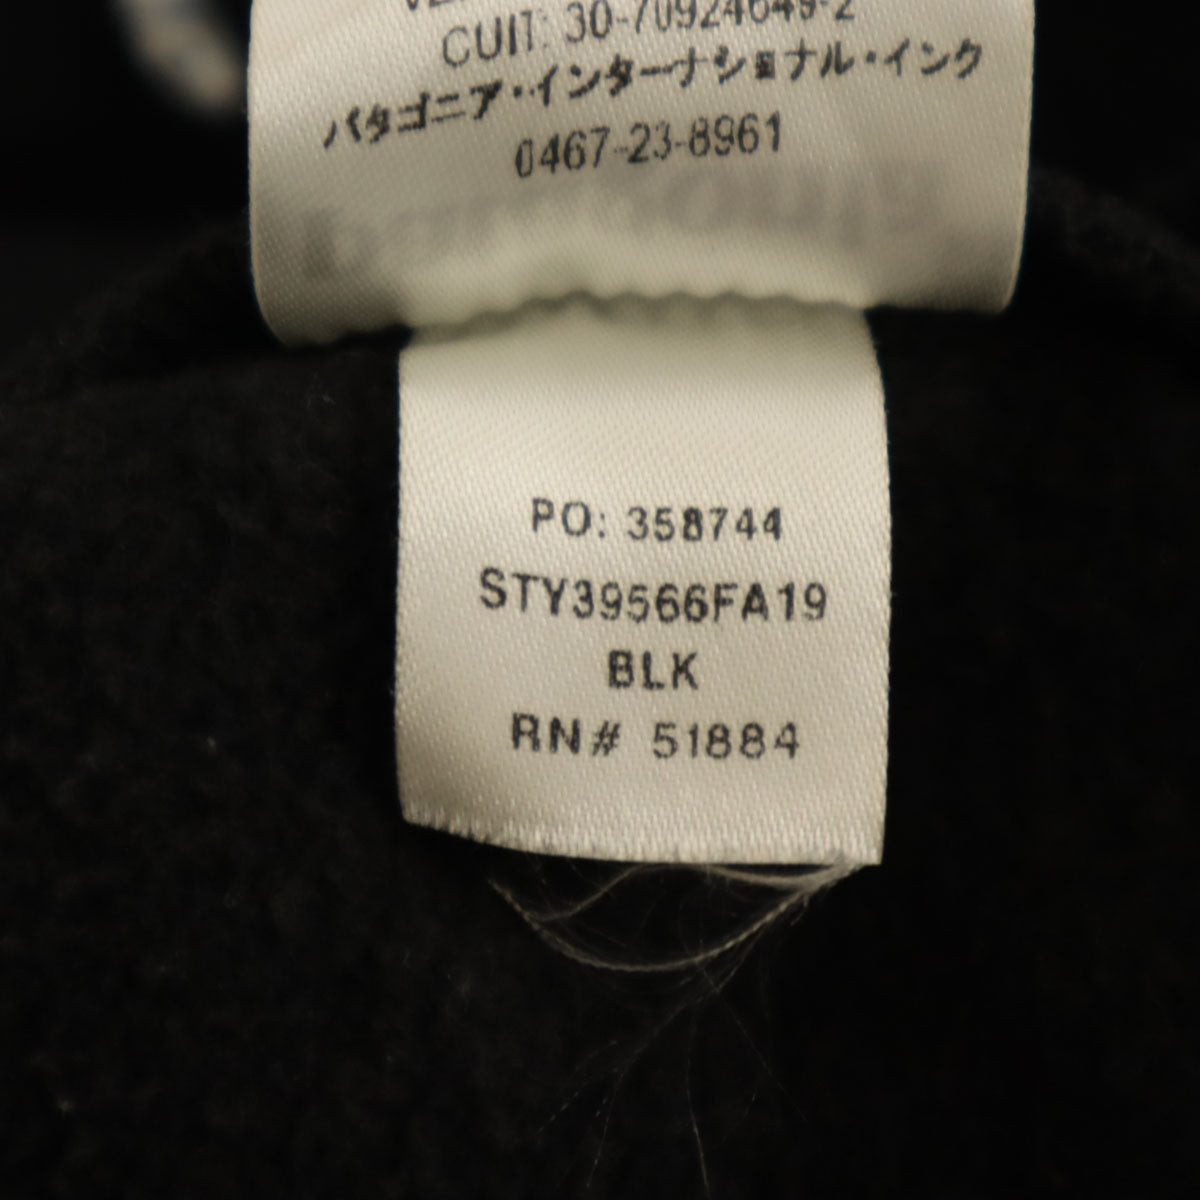 CUIT: 30-70924649-2
パタゴニア・インターナショナル・インク
0467-23-8961
PO: 358744
STY39566FA19
BLK
RN# 51884